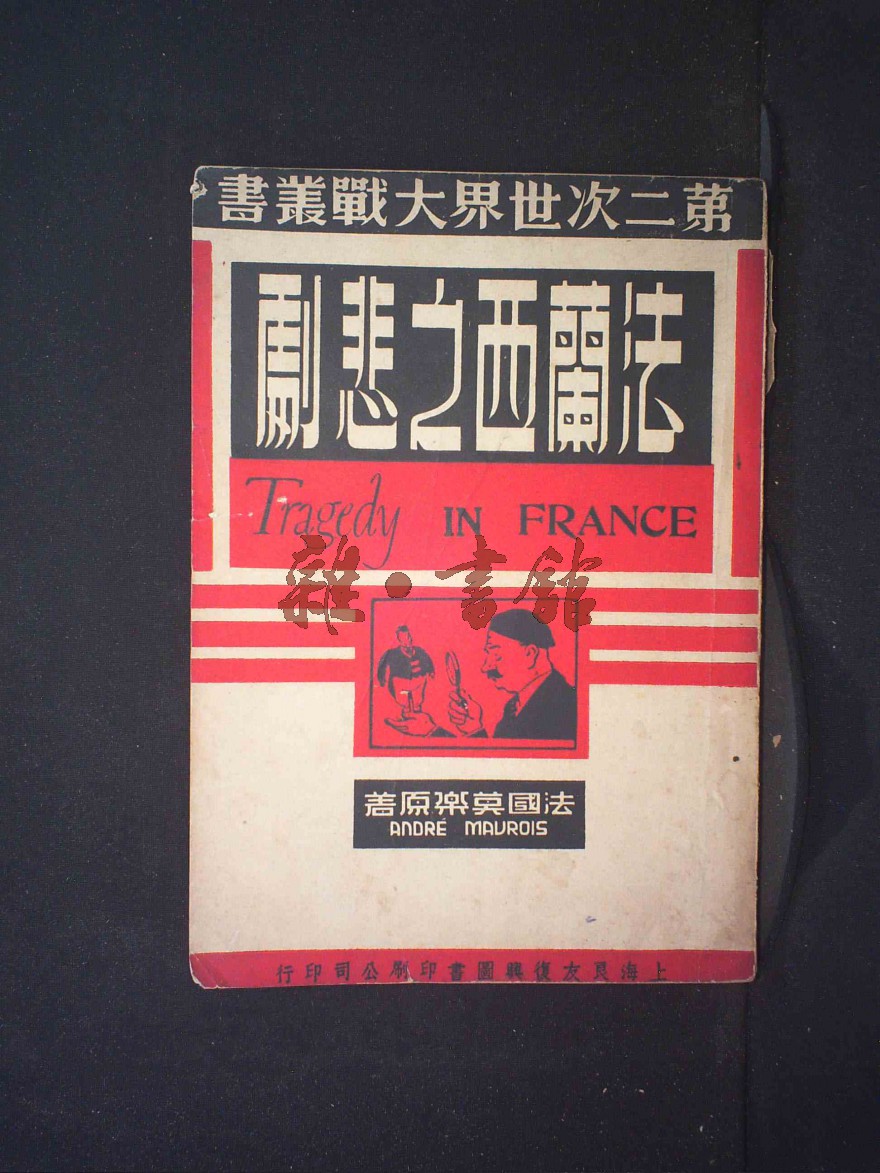 第二次世界大戰叢書
法蘭西之悲劇
Tragedy IN FRANCE
雜·書館
法國莫樂原著
ANDRÉ MAUROIS
上海良友復興圖書印刷公司印行